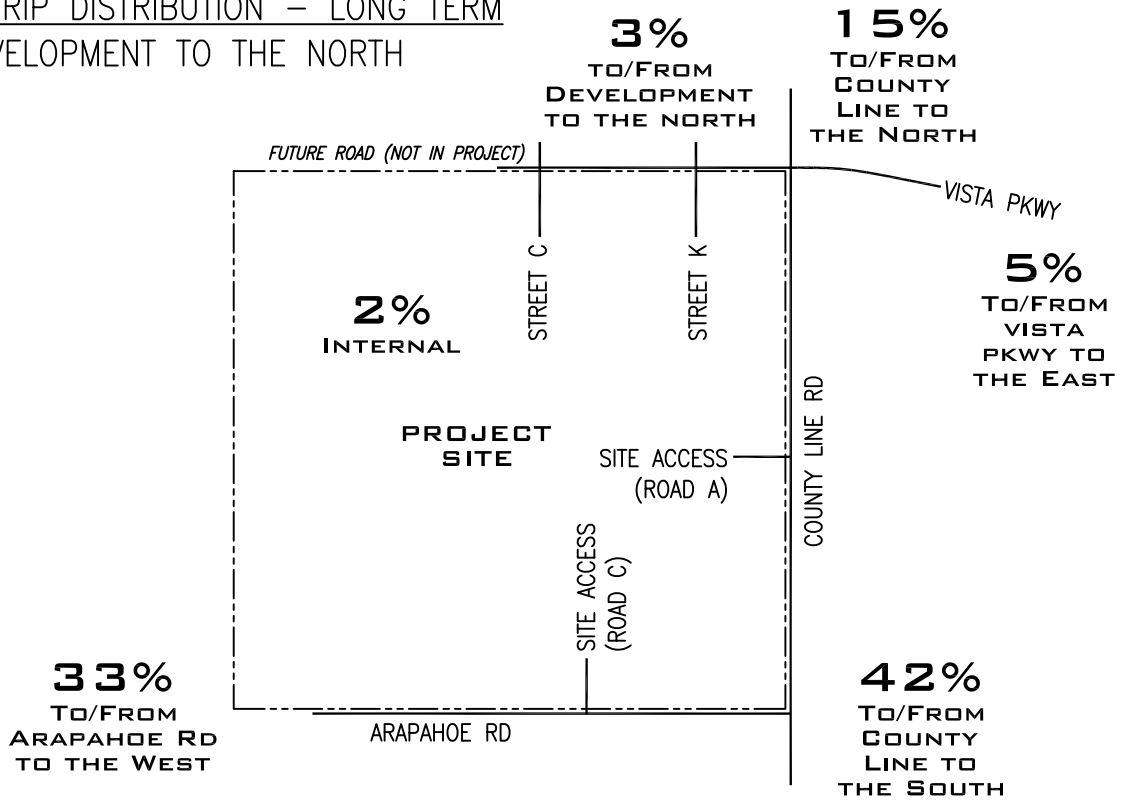 RIP DISTRIBUTION – LONG TERM
VELOPMENT TO THE NORTH
3%
TO/FROM
DEVELOPMENT
TO THE NORTH
15%
TO/FROM
COUNTY
LINE TO
THE NORTH
FUTURE ROAD (NOT IN PROJECT)
VISTA PKWY
STREET C
STREET K
5%
TO/FROM
VISTA
PKWY TO
THE EAST
2%
INTERNAL
PROJECT
SITE
SITE ACCESS
(ROAD A)
COUNTY LINE RD
SITE ACCESS
(ROAD C)
33%
TO/FROM
ARAPAHOE RD
TO THE WEST
ARAPAHOE RD
42%
TO/FROM
COUNTY
LINE TO
THE SOUTH